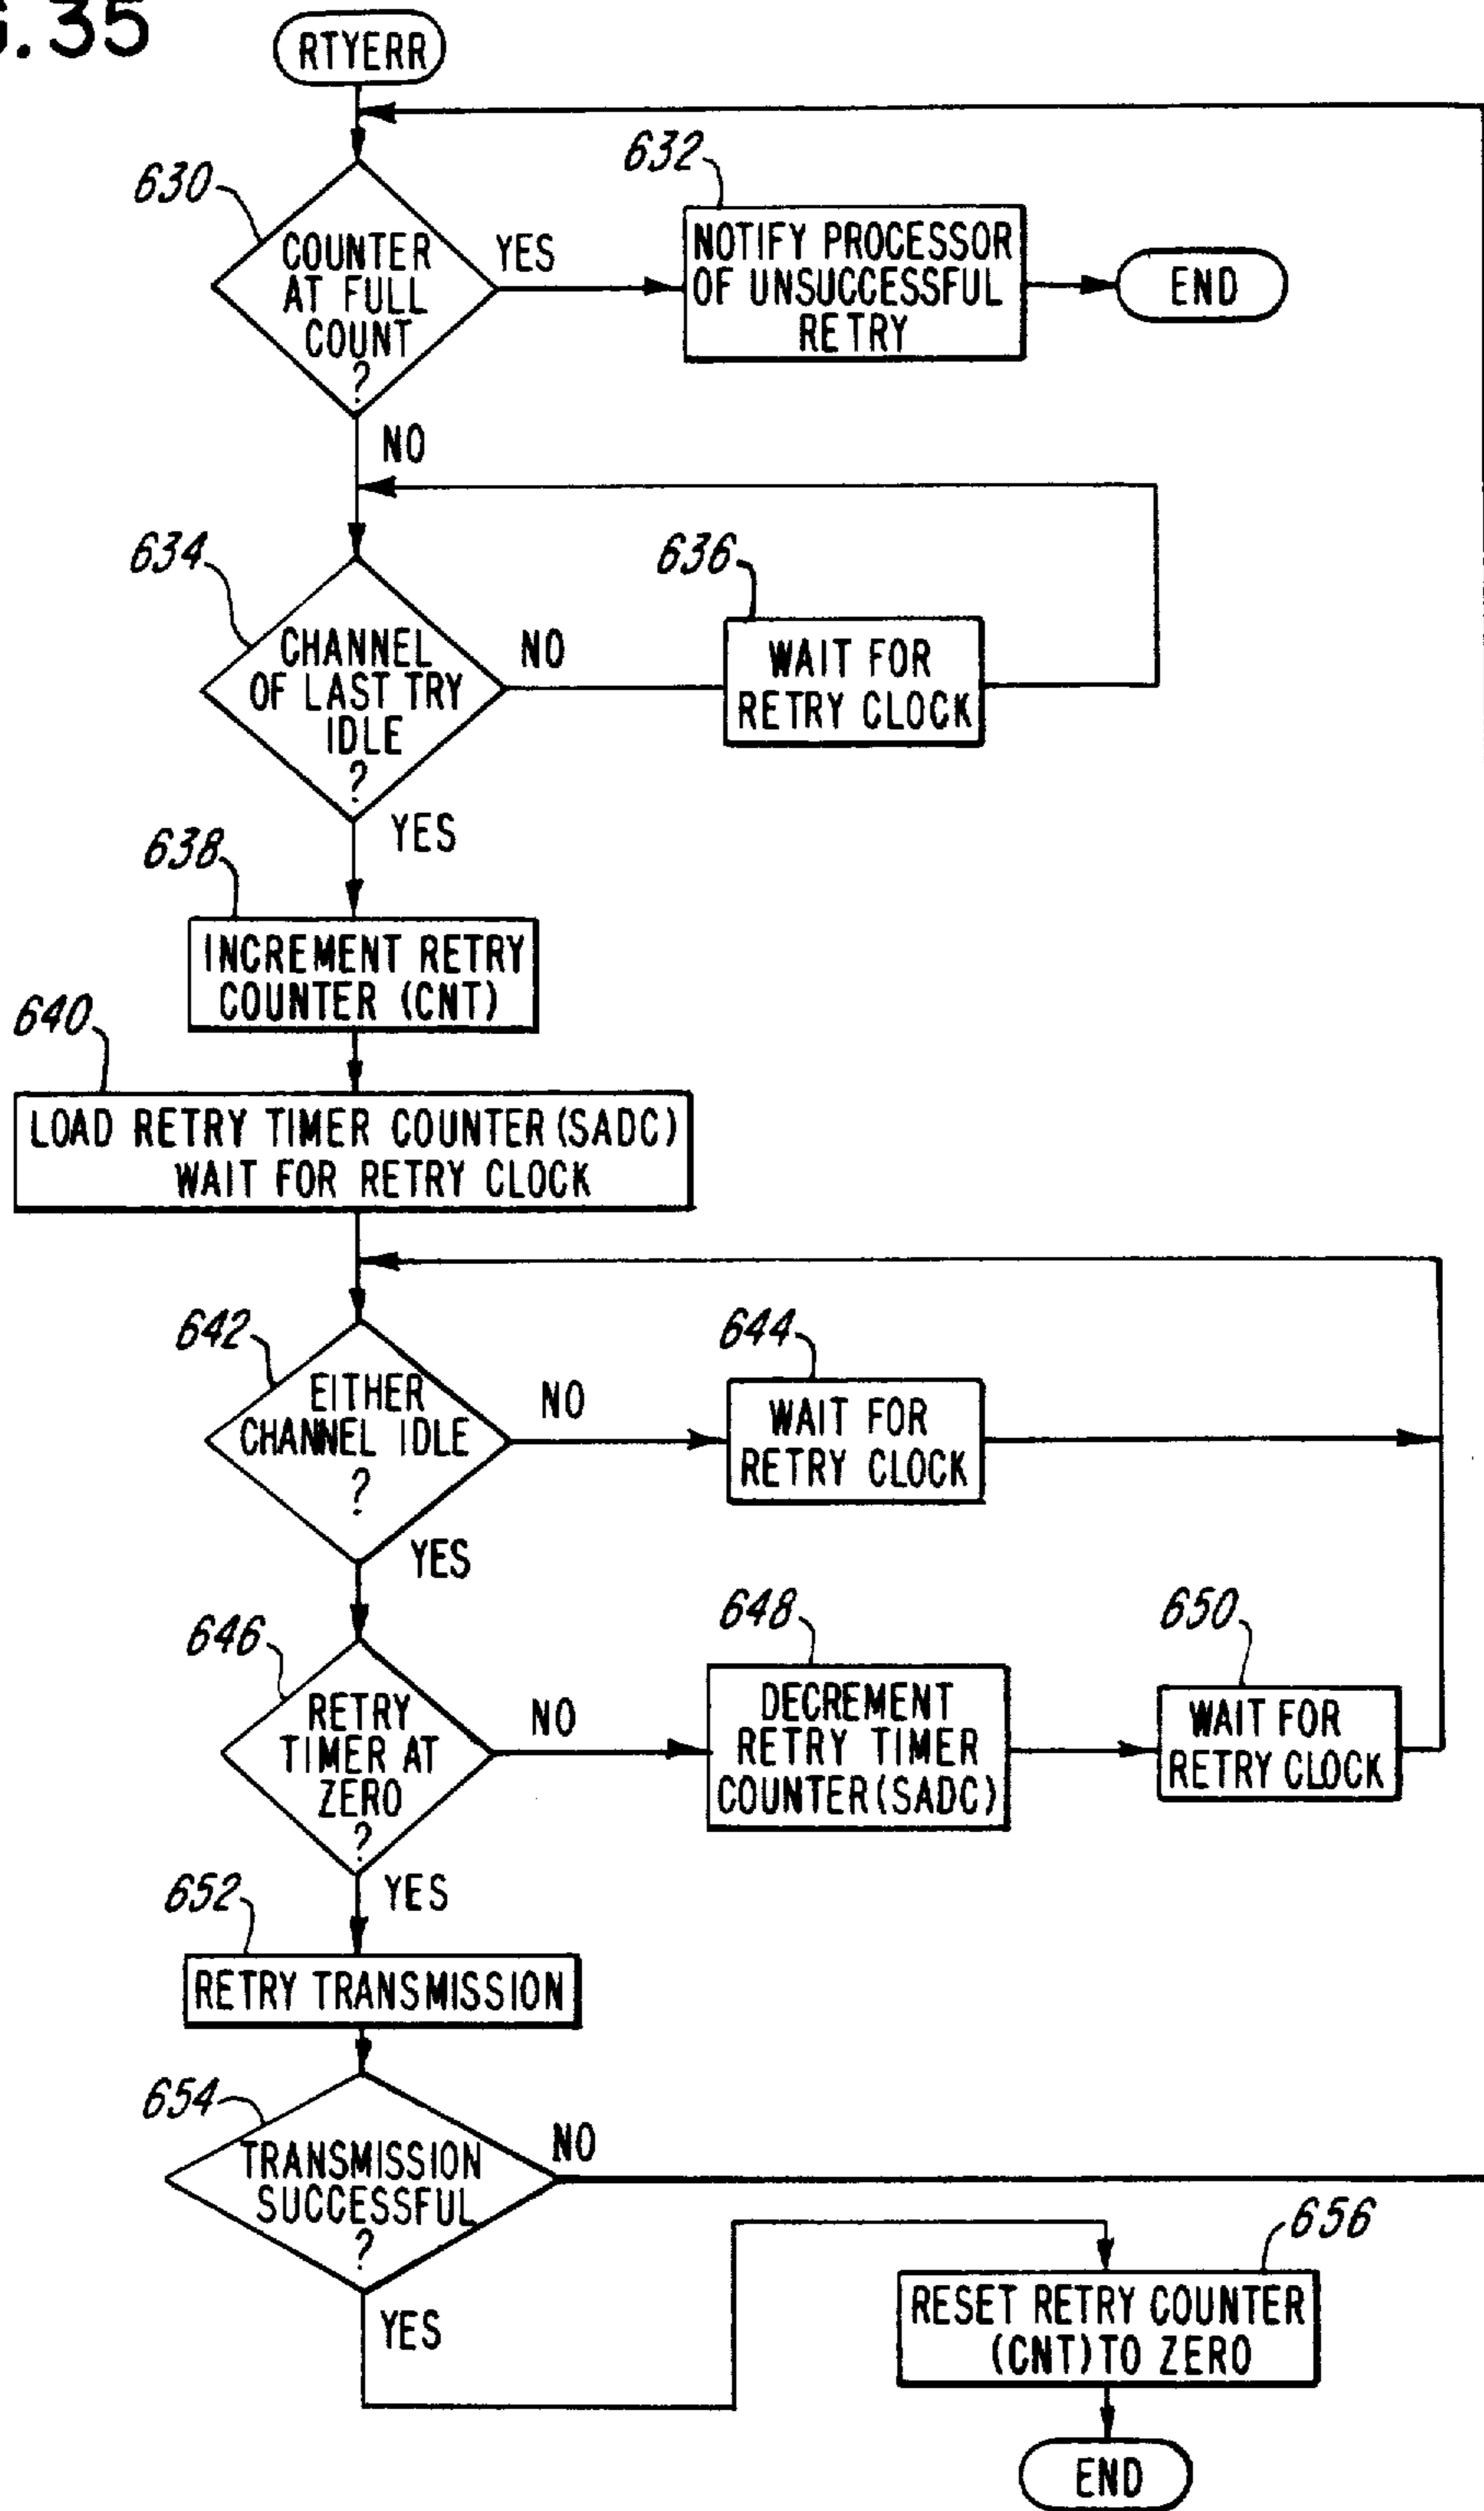 G.35
RTYERR
630
COUNTER
AT FULL
COUNT
?
YES
632
NOTIFY PROCESSOR
OF UNSUCCESSFUL
RETRY
END
NO
634
CHANNEL
OF LAST TRY
IDLE
?
NO
636
WAIT FOR
RETRY CLOCK
YES
638
INCREMENT RETRY
COUNTER (CNT)
640
LOAD RETRY TIMER COUNTER (SADC)
WAIT FOR RETRY CLOCK
642
EITHER
CHANNEL IDLE
?
NO
644
WAIT FOR
RETRY CLOCK
YES
646
RETRY
TIMER AT
ZERO
?
NO
648
DECREMENT
RETRY TIMER
COUNTER (SADC)
650
WAIT FOR
RETRY CLOCK
YES
652
RETRY TRANSMISSION
654
TRANSMISSION
SUCCESSFUL
?
NO
YES
656
RESET RETRY COUNTER
(CNT) TO ZERO
END